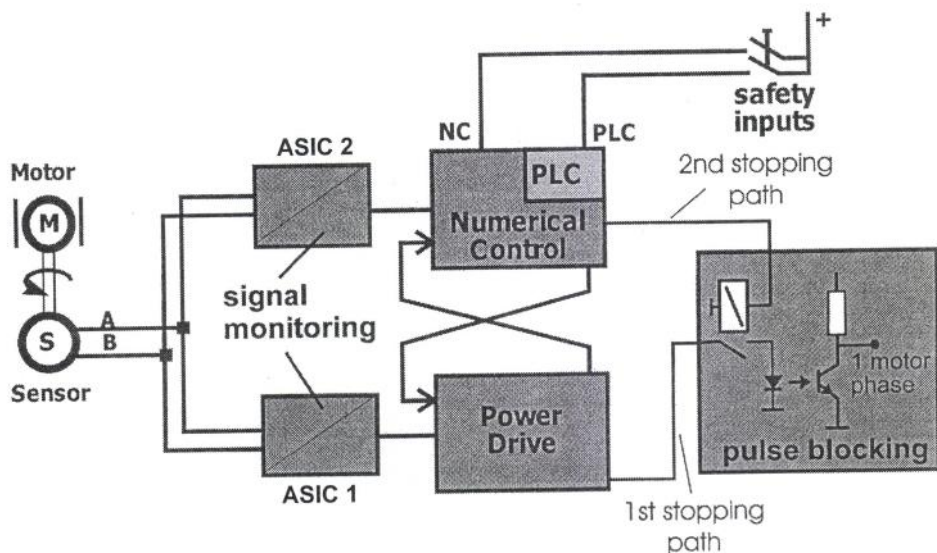 +
safety
inputs
NC
PLC
ASIC 2
PLC
Numerical
Control
2nd stopping
path
Motor
M
signal
monitoring
S
A
B
Sensor
Power
Drive
1 motor
phase
pulse blocking
ASIC 1
1st stopping
path